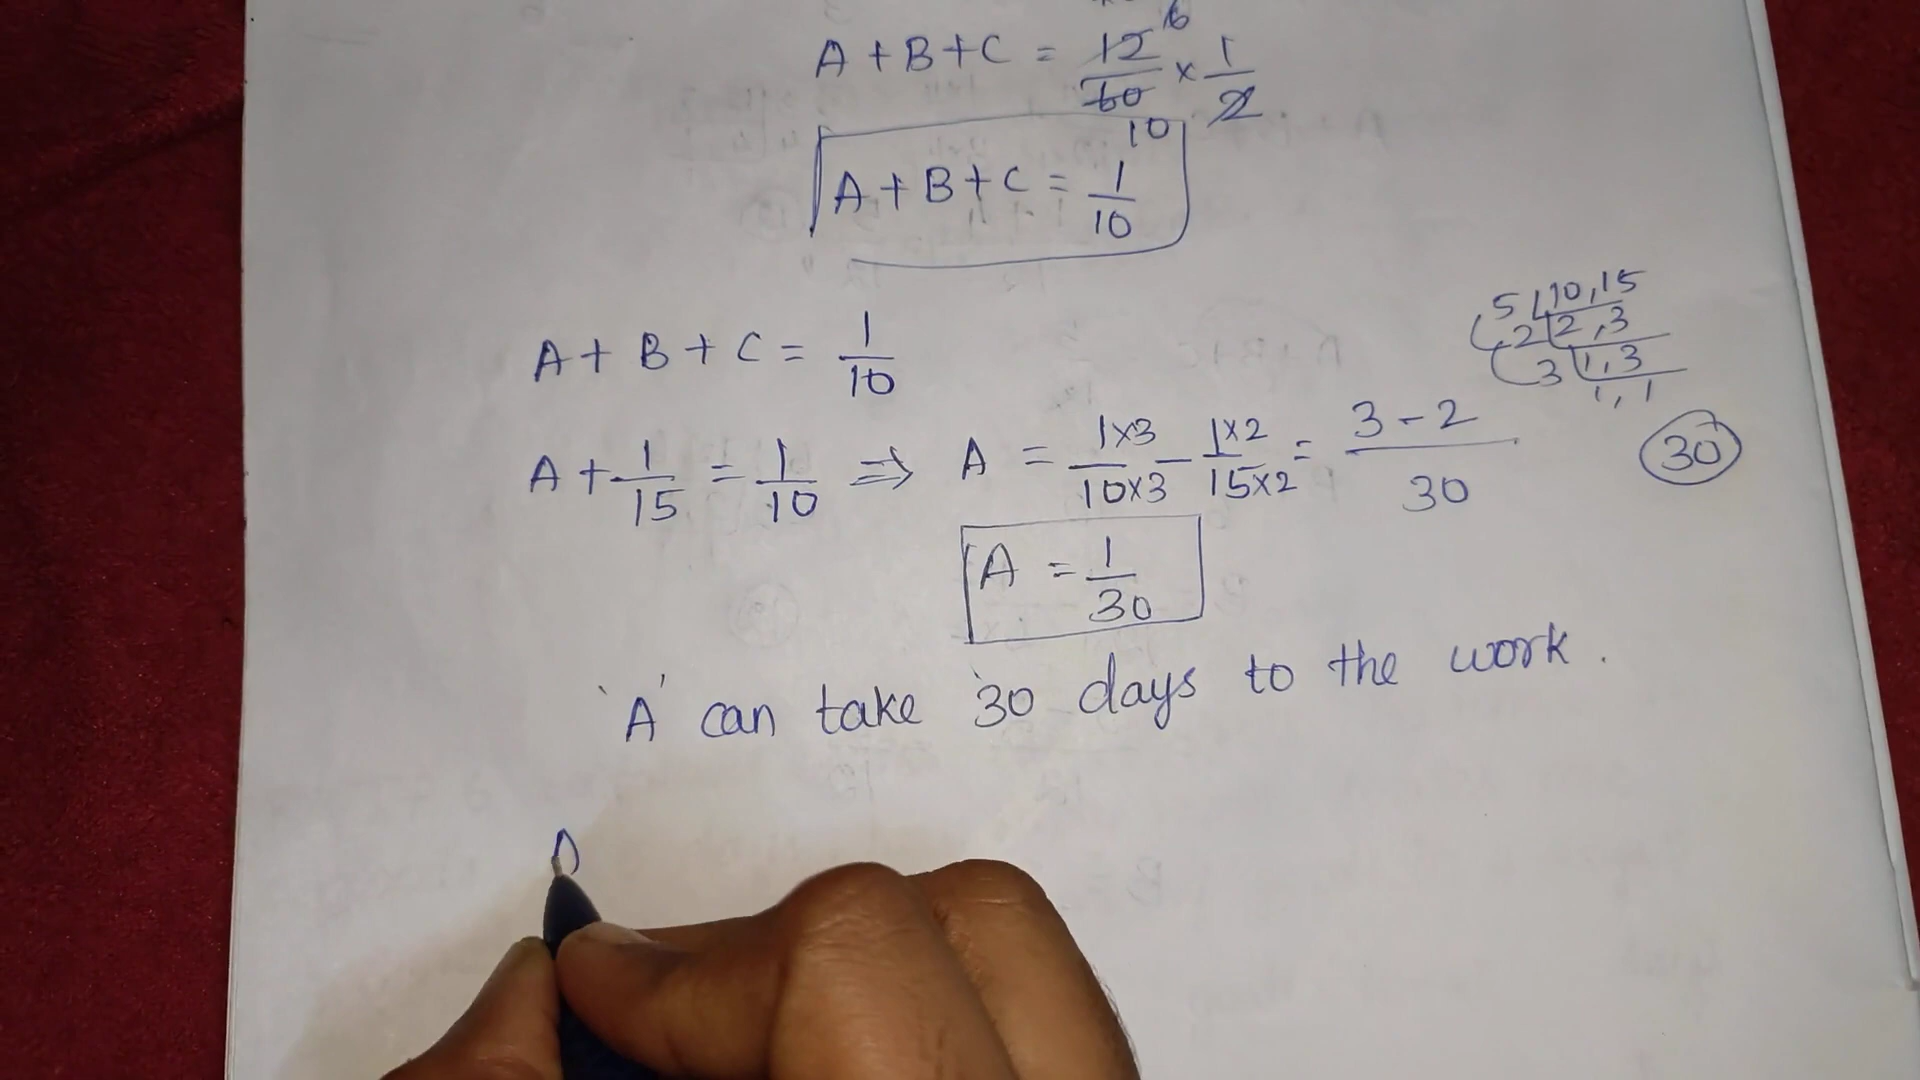 A + B + C = 12/60 × 1/2
6
10
A + B + C = 1/10
A + B + C = 1/10
5 | 10, 15
2 | 2, 3
3 | 1, 3
1, 1
30
A + 1/15 = 1/10 ⇒ A = 1×3/10×3 − 1×2/15×2 = 3 − 2/30
A = 1/30
'A' can take 30 days to the work.